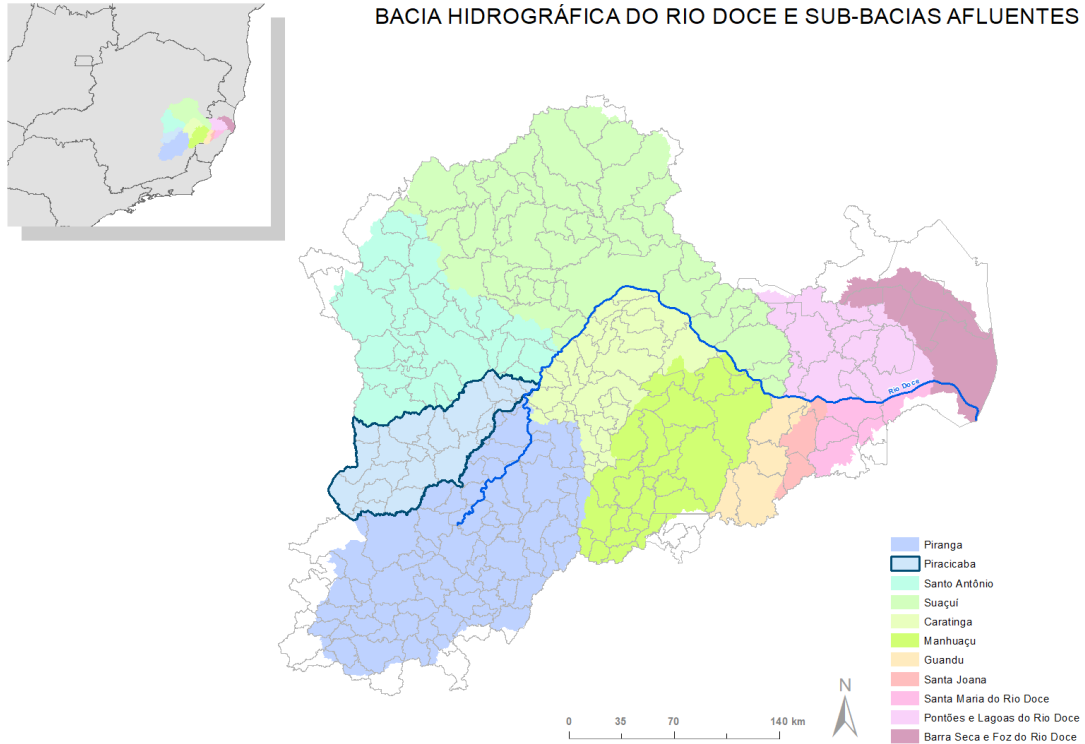 BACIA HIDROGRÁFICA DO RIO DOCE E SUB-BACIAS AFLUENTES
Rio Doce
Piranga
Piracicaba
Santo Antônio
Suaçuí
Caratinga
Manhuaçu
Guandu
Santa Joana
Santa Maria do Rio Doce
Pontões e Lagoas do Rio Doce
Barra Seca e Foz do Rio Doce
N
0 35 70 140 km